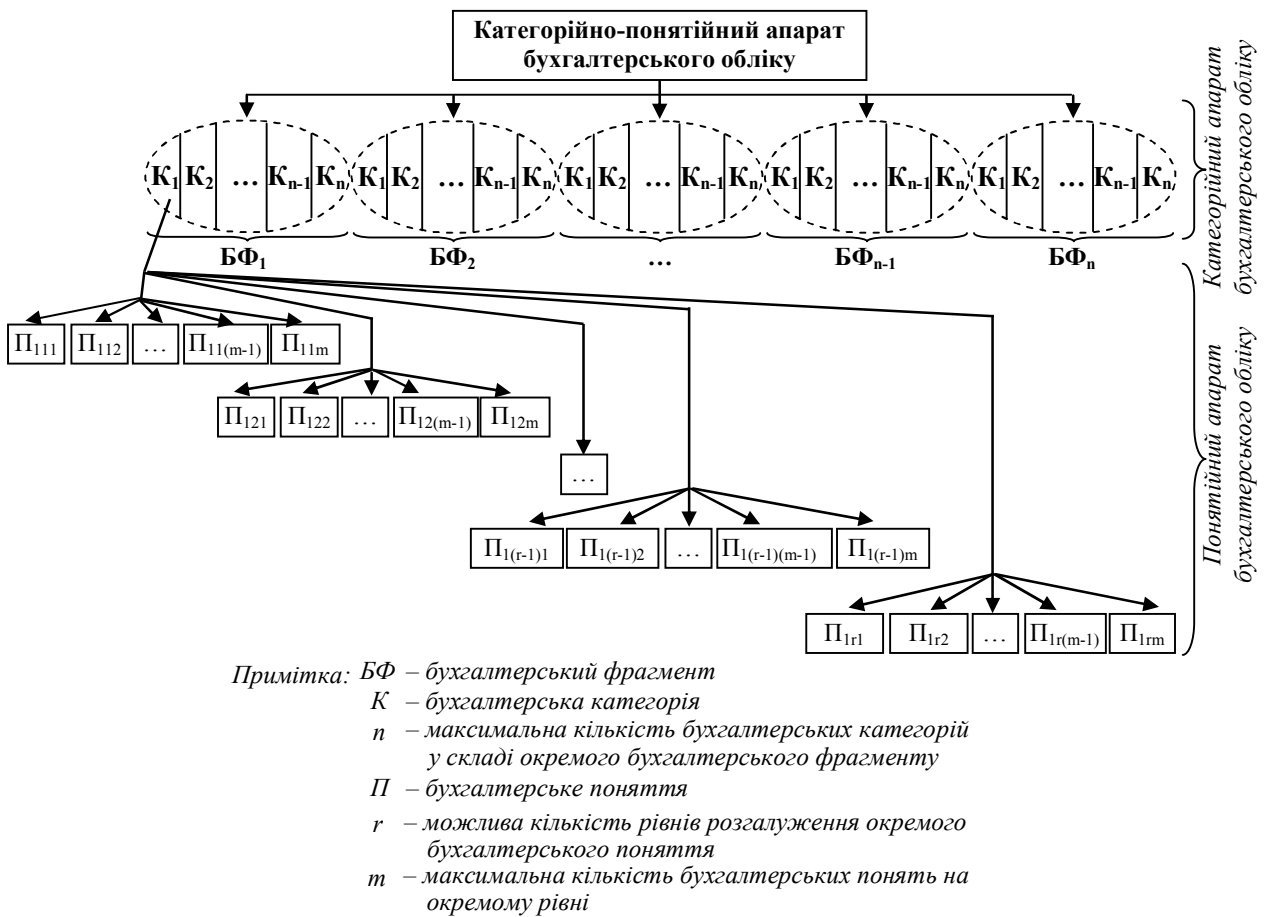 Категорійно-понятійний апарат
бухгалтерського обліку
К₁ К₂ … Кₙ₋₁ Кₙ К₁ К₂ … Кₙ₋₁ Кₙ К₁ К₂ … Кₙ₋₁ Кₙ К₁ К₂ … Кₙ₋₁ Кₙ К₁ К₂ … Кₙ₋₁ Кₙ
БФ₁ БФ₂ … БФₙ₋₁ БФₙ
Категорійний апарат
бухгалтерського обліку
П₁₁₁ П₁₁₂ … П₁₁₍ₘ₋₁₎ П₁₁ₘ
П₁₂₁ П₁₂₂ … П₁₂₍ₘ₋₁₎ П₁₂ₘ
…
П₁₍ᵣ₋₁₎₁ П₁₍ᵣ₋₁₎₂ … П₁₍ᵣ₋₁₎₍ₘ₋₁₎ П₁₍ᵣ₋₁₎ₘ
П₁ᵣ₁ П₁ᵣ₂ … П₁ᵣ₍ₘ₋₁₎ П₁ᵣₘ
Понятійний апарат
бухгалтерського обліку
Примітка: БФ – бухгалтерський фрагмент
К – бухгалтерська категорія
n – максимальна кількість бухгалтерських категорій
у складі окремого бухгалтерського фрагменту
П – бухгалтерське поняття
r – можлива кількість рівнів розгалуження окремого
бухгалтерського поняття
m – максимальна кількість бухгалтерських понять на
окремому рівні